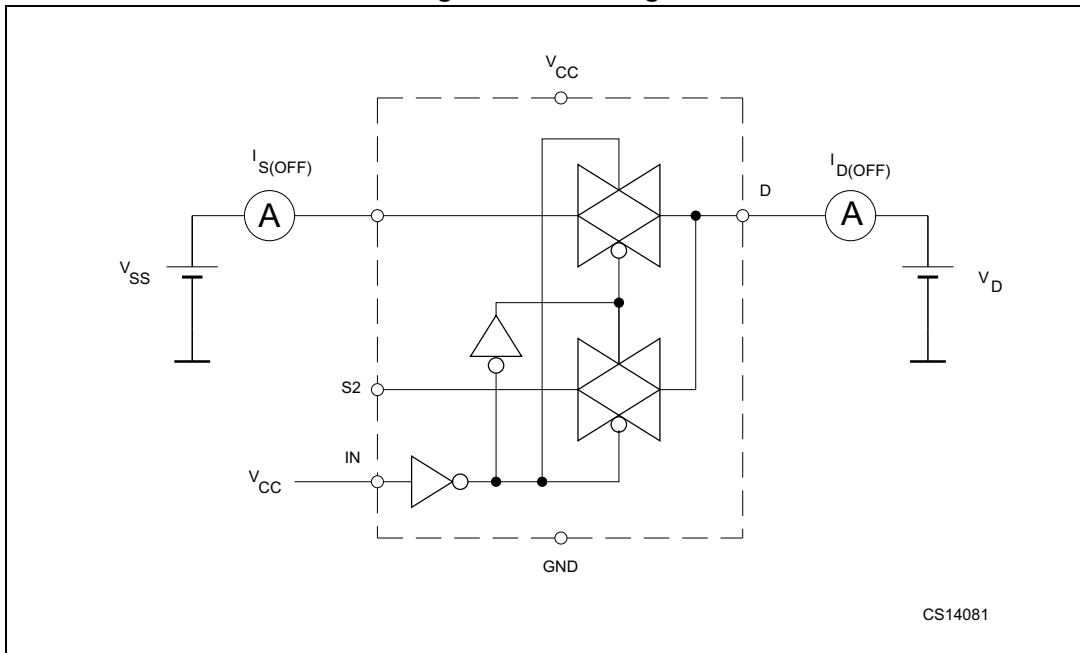 V CC
I S(OFF)
A
D
I D(OFF)
A
V SS
V D
S2
IN
V CC
GND
CS14081